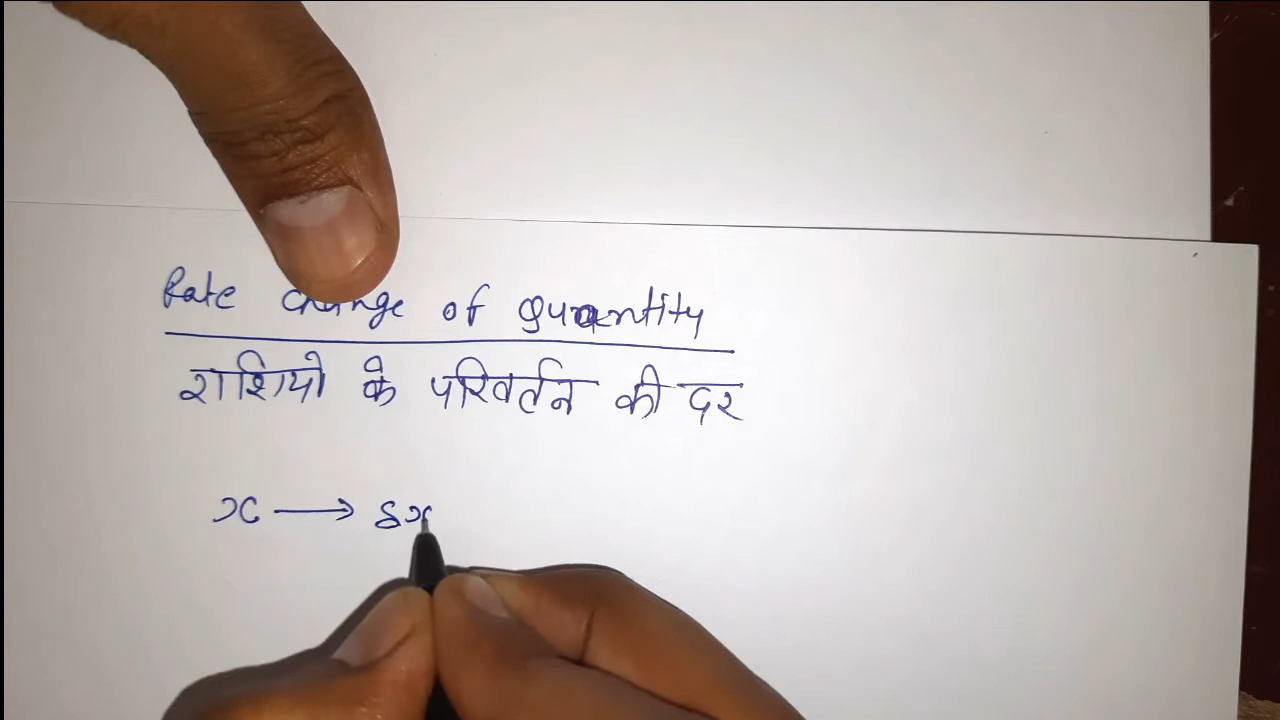 Rate change of Quantity
राशियो के परिवर्तन की दर
x → δx